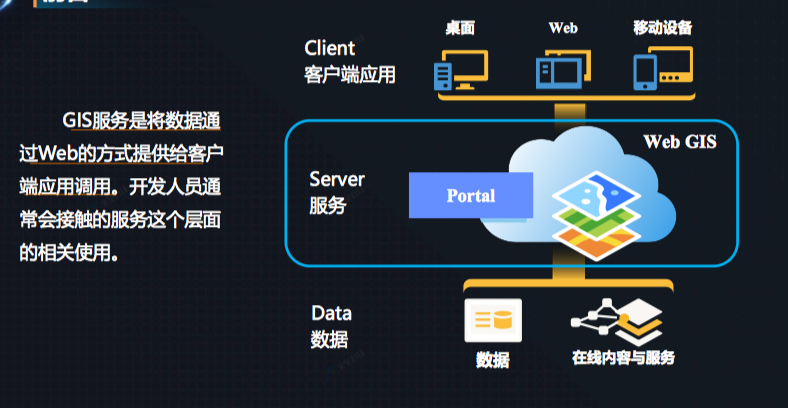 GIS服务是将数据通
过Web的方式提供给客户
端应用调用。开发人员通
常会接触的服务这个层面
的相关使用。
Client
客户端应用
桌面
Web
移动设备
Server
服务
Portal
Web GIS
Data
数据
数据
在线内容与服务